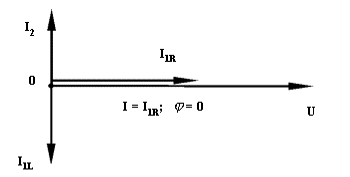 I₂
I₁R
0
I = I₁R; φ = 0
U
I₁L